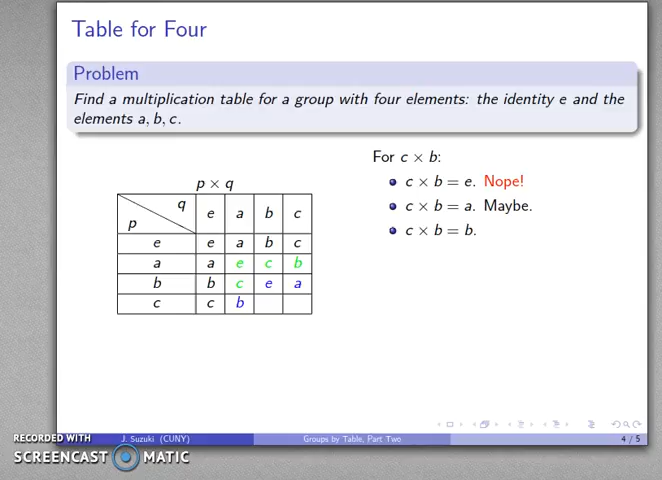 Table for Four
Problem
Find a multiplication table for a group with four elements: the identity e and the
elements a, b, c.
For c × b:
c × b = e. Nope!
c × b = a. Maybe.
c × b = b.
p × q
q
p
e a b c
e e a b c
a a e c b
b b c e a
c c b
J. Suzuki (CUNY)
Groups by Table, Part Two
4 / 5
RECORDED WITH
SCREENCAST MATIC